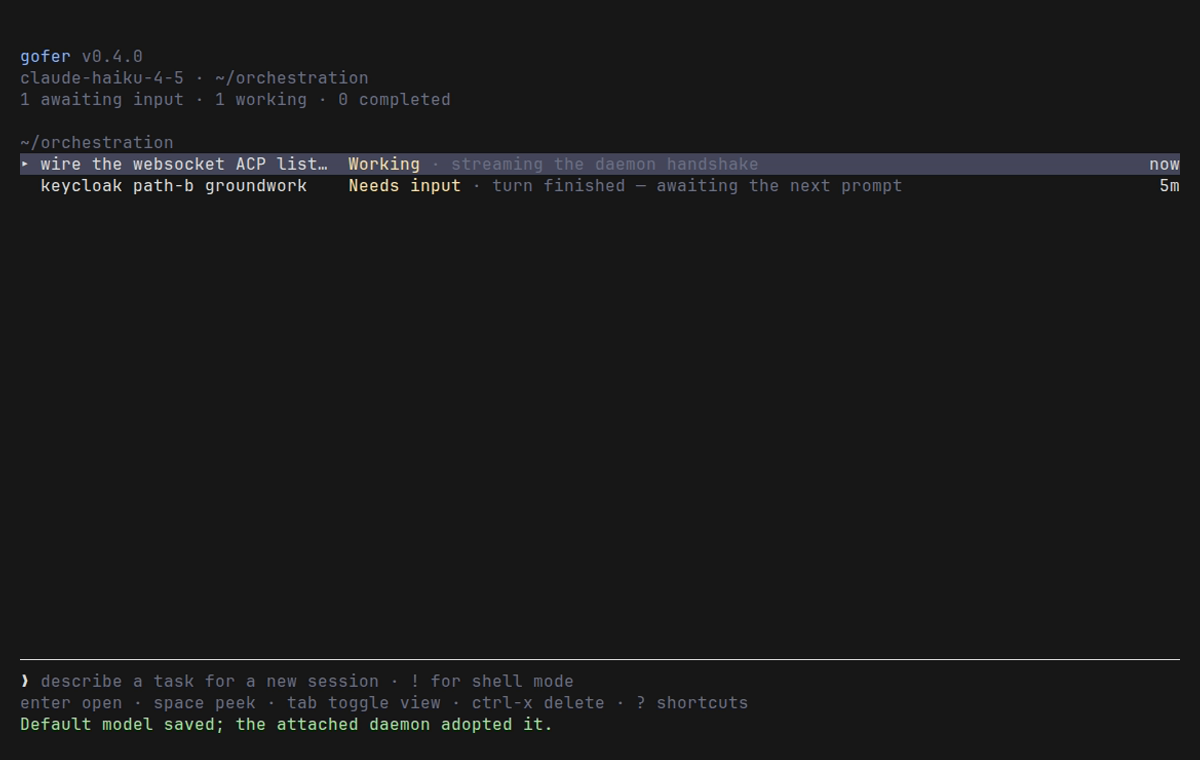 gofer v0.4.0
claude-haiku-4-5 · ~/orchestration
1 awaiting input · 1 working · 0 completed
~/orchestration
▸ wire the websocket ACP list… Working · streaming the daemon handshake now
keycloak path-b groundwork Needs input · turn finished — awaiting the next prompt 5m
❯ describe a task for a new session · ! for shell mode
enter open · space peek · tab toggle view · ctrl-x delete · ? shortcuts
Default model saved; the attached daemon adopted it.